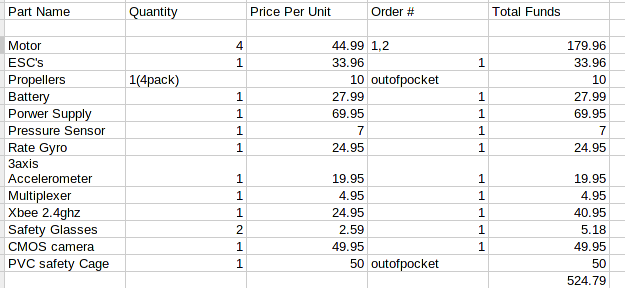 Part Name Quantity Price Per Unit Order # Total Funds
Motor 4 44.99 1,2 179.96
ESC's 1 33.96 1 33.96
Propellers 1(4pack) 10 outofpocket 10
Battery 1 27.99 1 27.99
Porwer Supply 1 69.95 1 69.95
Pressure Sensor 1 7 1 7
Rate Gyro 1 24.95 1 24.95
3axis
Accelerometer 1 19.95 1 19.95
Multiplexer 1 4.95 1 4.95
Xbee 2.4ghz 1 24.95 1 40.95
Safety Glasses 2 2.59 1 5.18
CMOS camera 1 49.95 1 49.95
PVC safety Cage 1 50 outofpocket 50
524.79